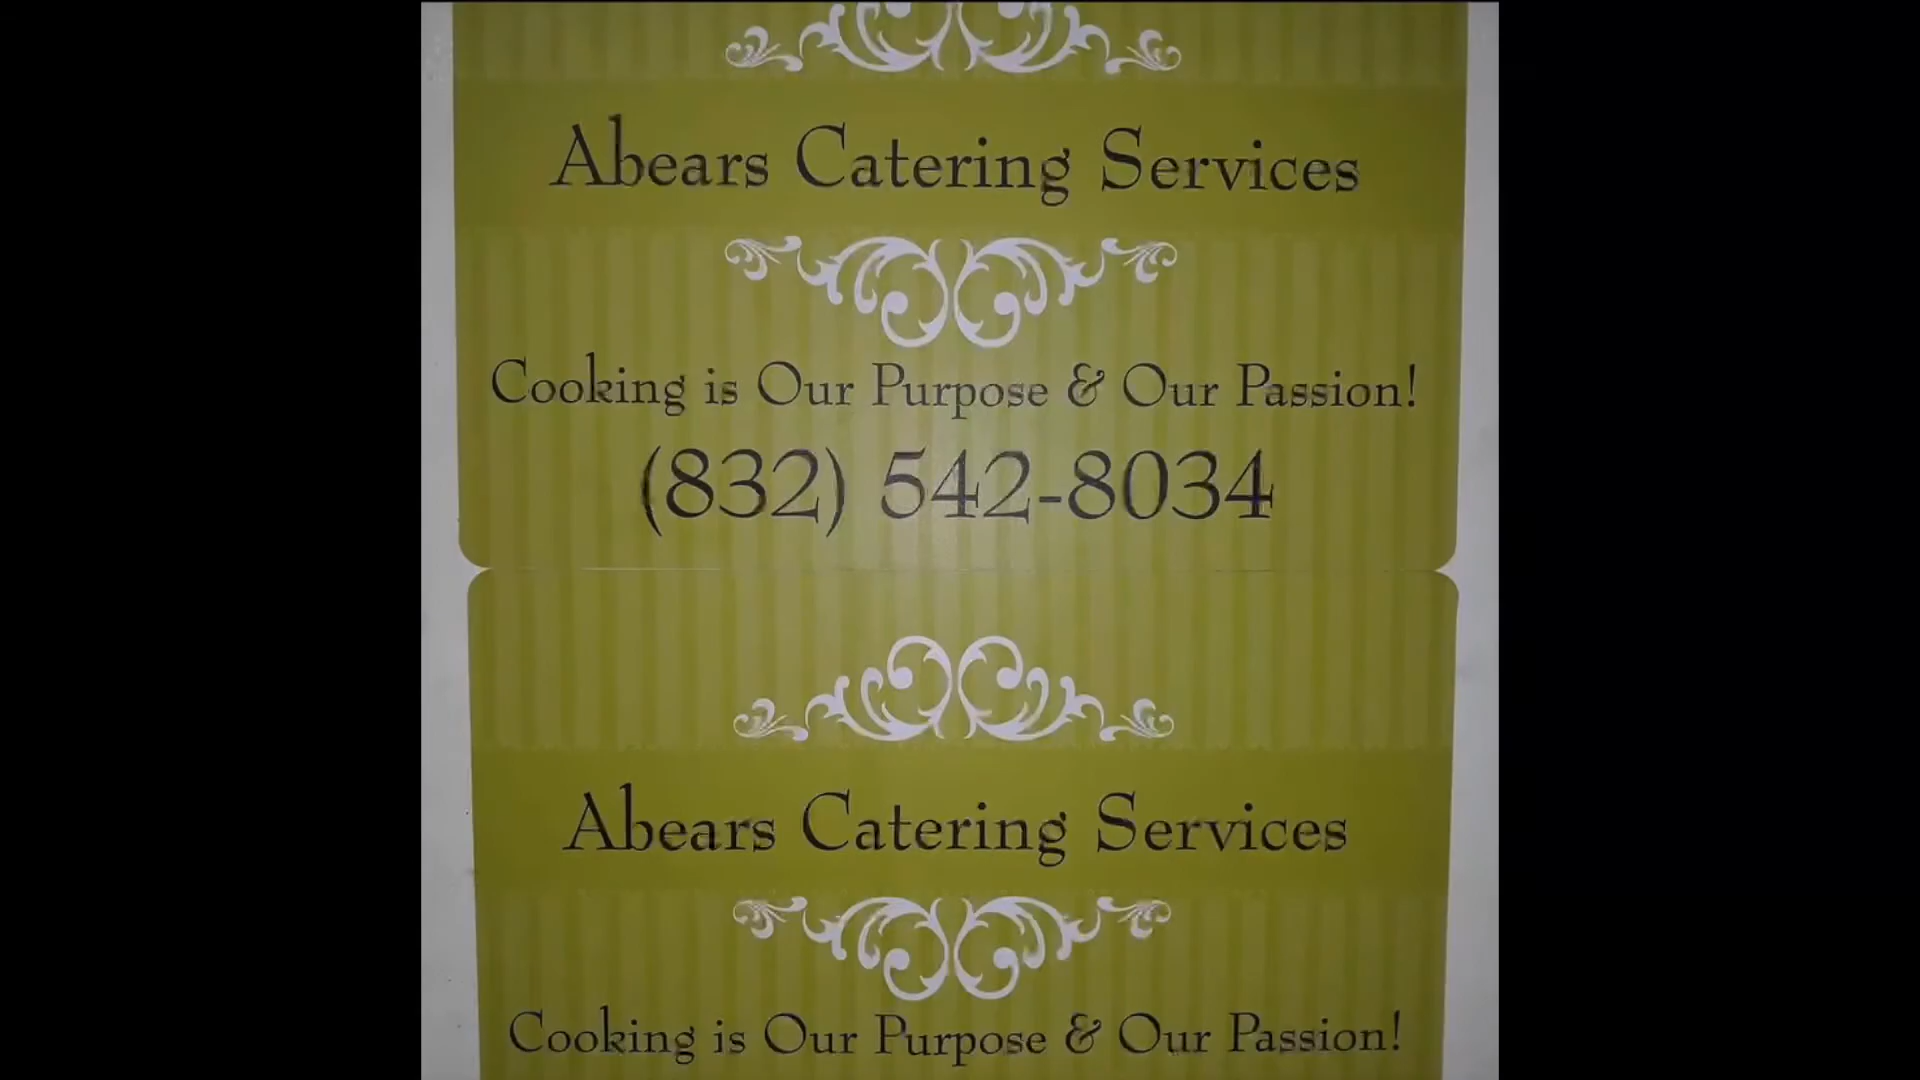 Abears Catering Services
Cooking is Our Purpose & Our Passion!
(832) 542-8034
Abears Catering Services
Cooking is Our Purpose & Our Passion!